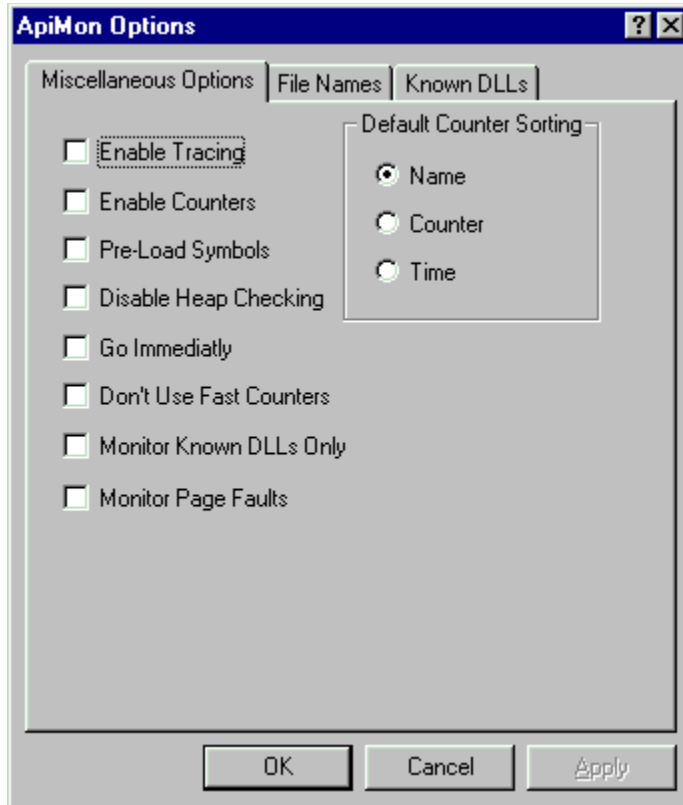 ApiMon Options
Miscellaneous Options
File Names
Known DLLs
Enable Tracing
Enable Counters
Pre-Load Symbols
Disable Heap Checking
Go Immediatly
Don't Use Fast Counters
Monitor Known DLLs Only
Monitor Page Faults
Default Counter Sorting
Name
Counter
Time
OK
Cancel
Apply